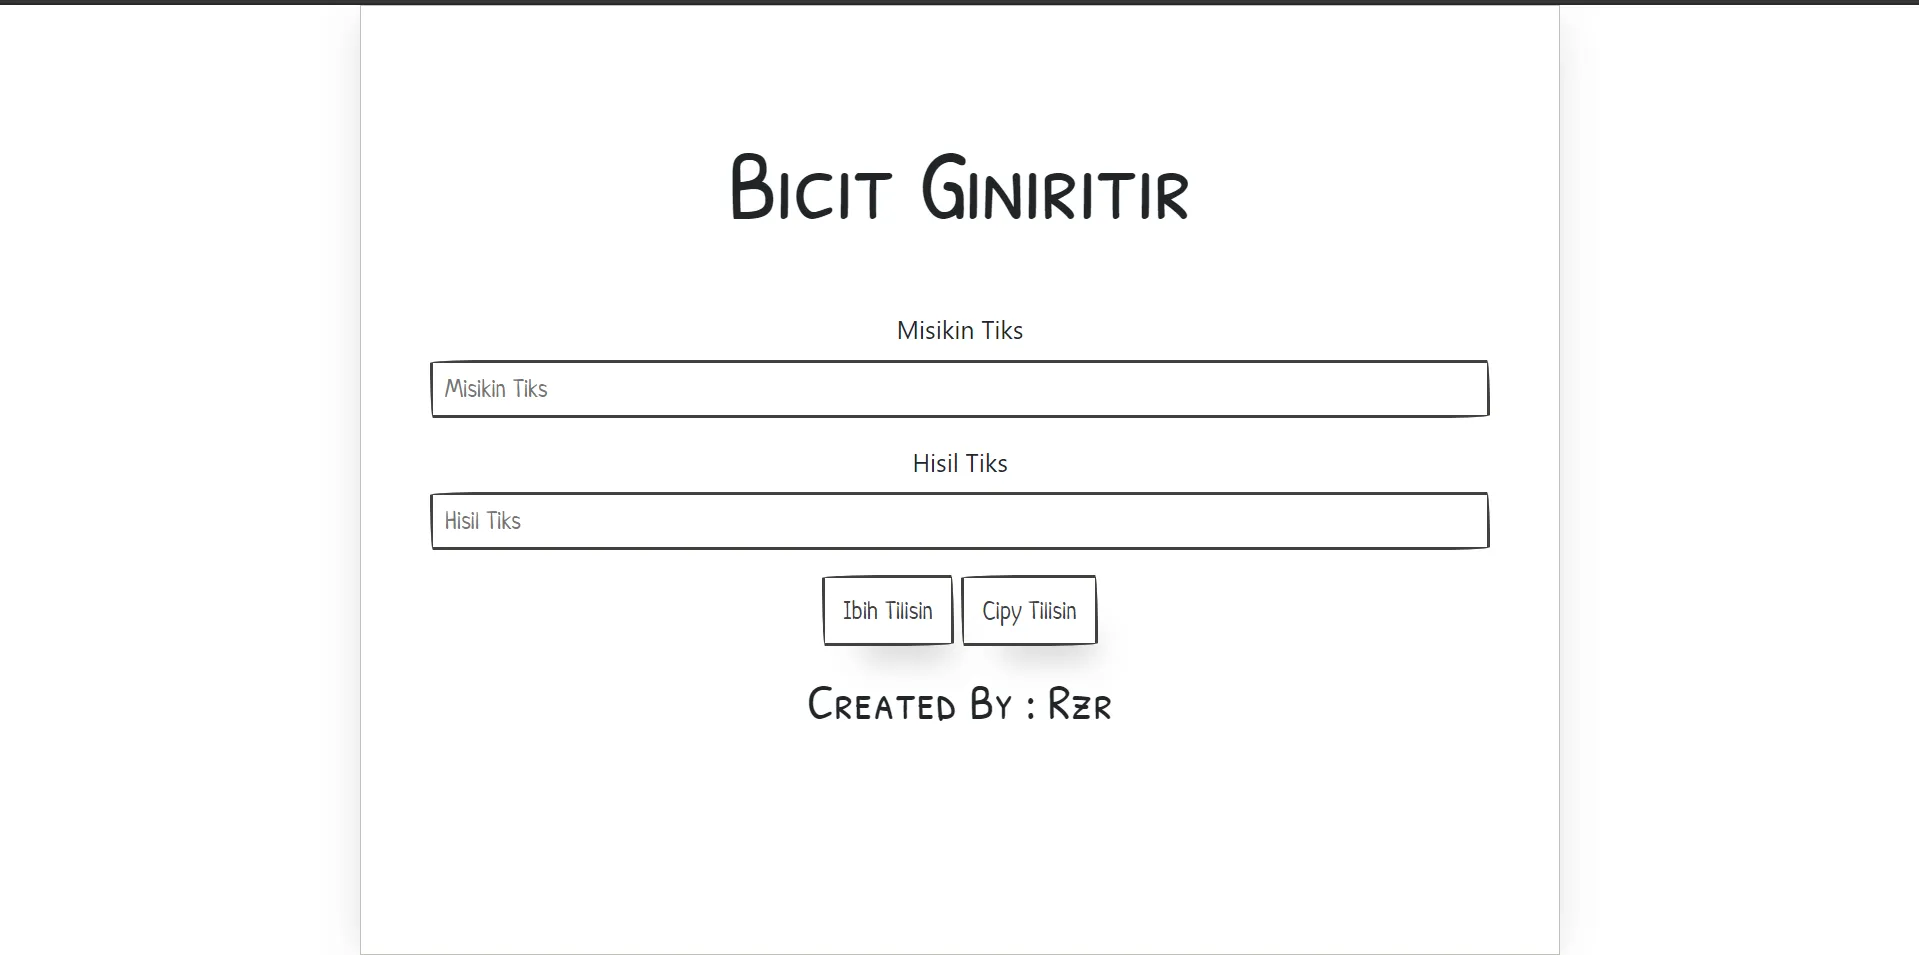 Bicit Giniritir
Misikin Tiks
Misikin Tiks
Hisil Tiks
Hisil Tiks
Ibih Tilisin Cipy Tilisin
Created By : Rzr